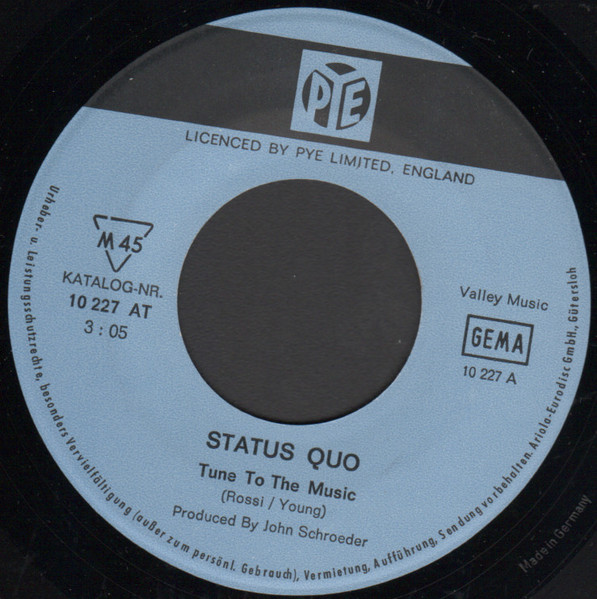 PYE
LICENCED BY PYE LIMITED, ENGLAND
M 45
KATALOG-NR.
10 227 AT
3 : 05
Valley Music
GEMA
10 227 A
STATUS QUO
Tune To The Music
(Rossi / Young)
Produced By John Schroeder
Urheber- u. Leistungsschutzrechte, besonders Vervielfältigung (außer zum persönl. Gebrauch), Vermietung, Aufführung, Sendung vorbehalten. Ariola-Eurodisc GmbH., Gütersloh
Made in Germany